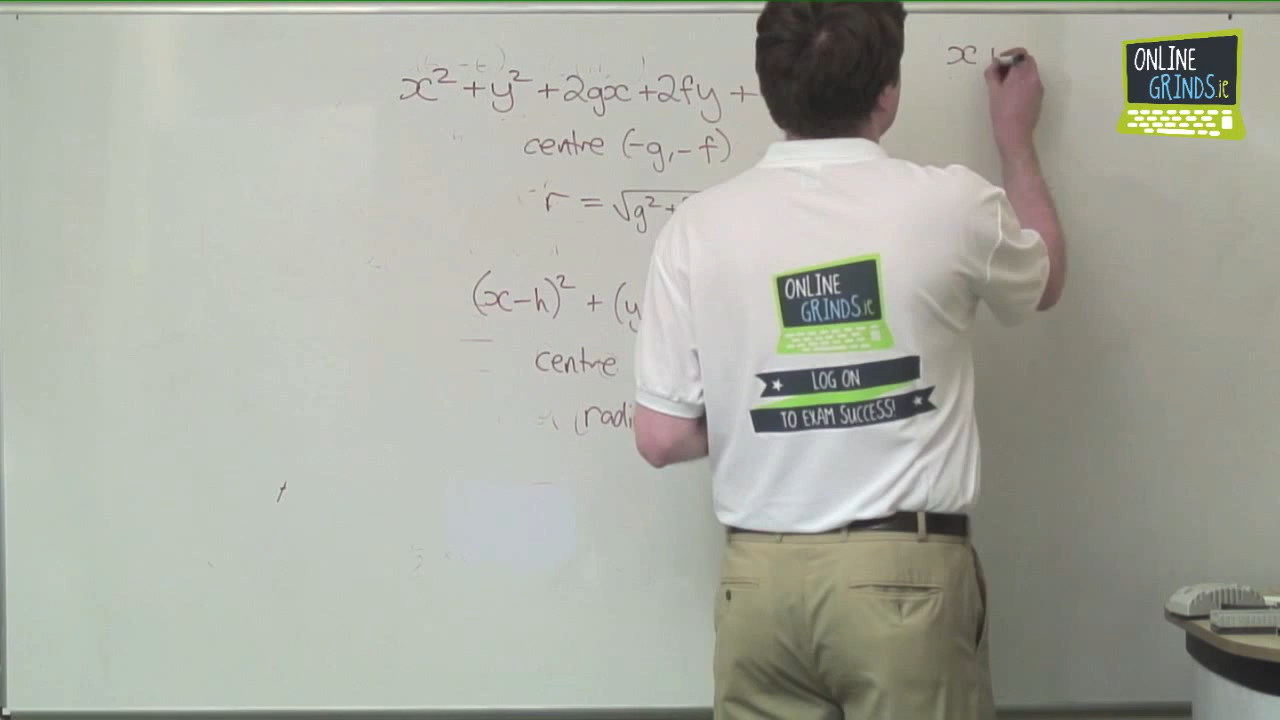 x² + y² + 2gx + 2fy +
centre (-g, -f)
r = √g² +
(x-h)² + (y
centre
radi
x
ONLINE
GRINDS.ie
ONLINE
GRINDS.ie
LOG ON
TO EXAM SUCCESS!